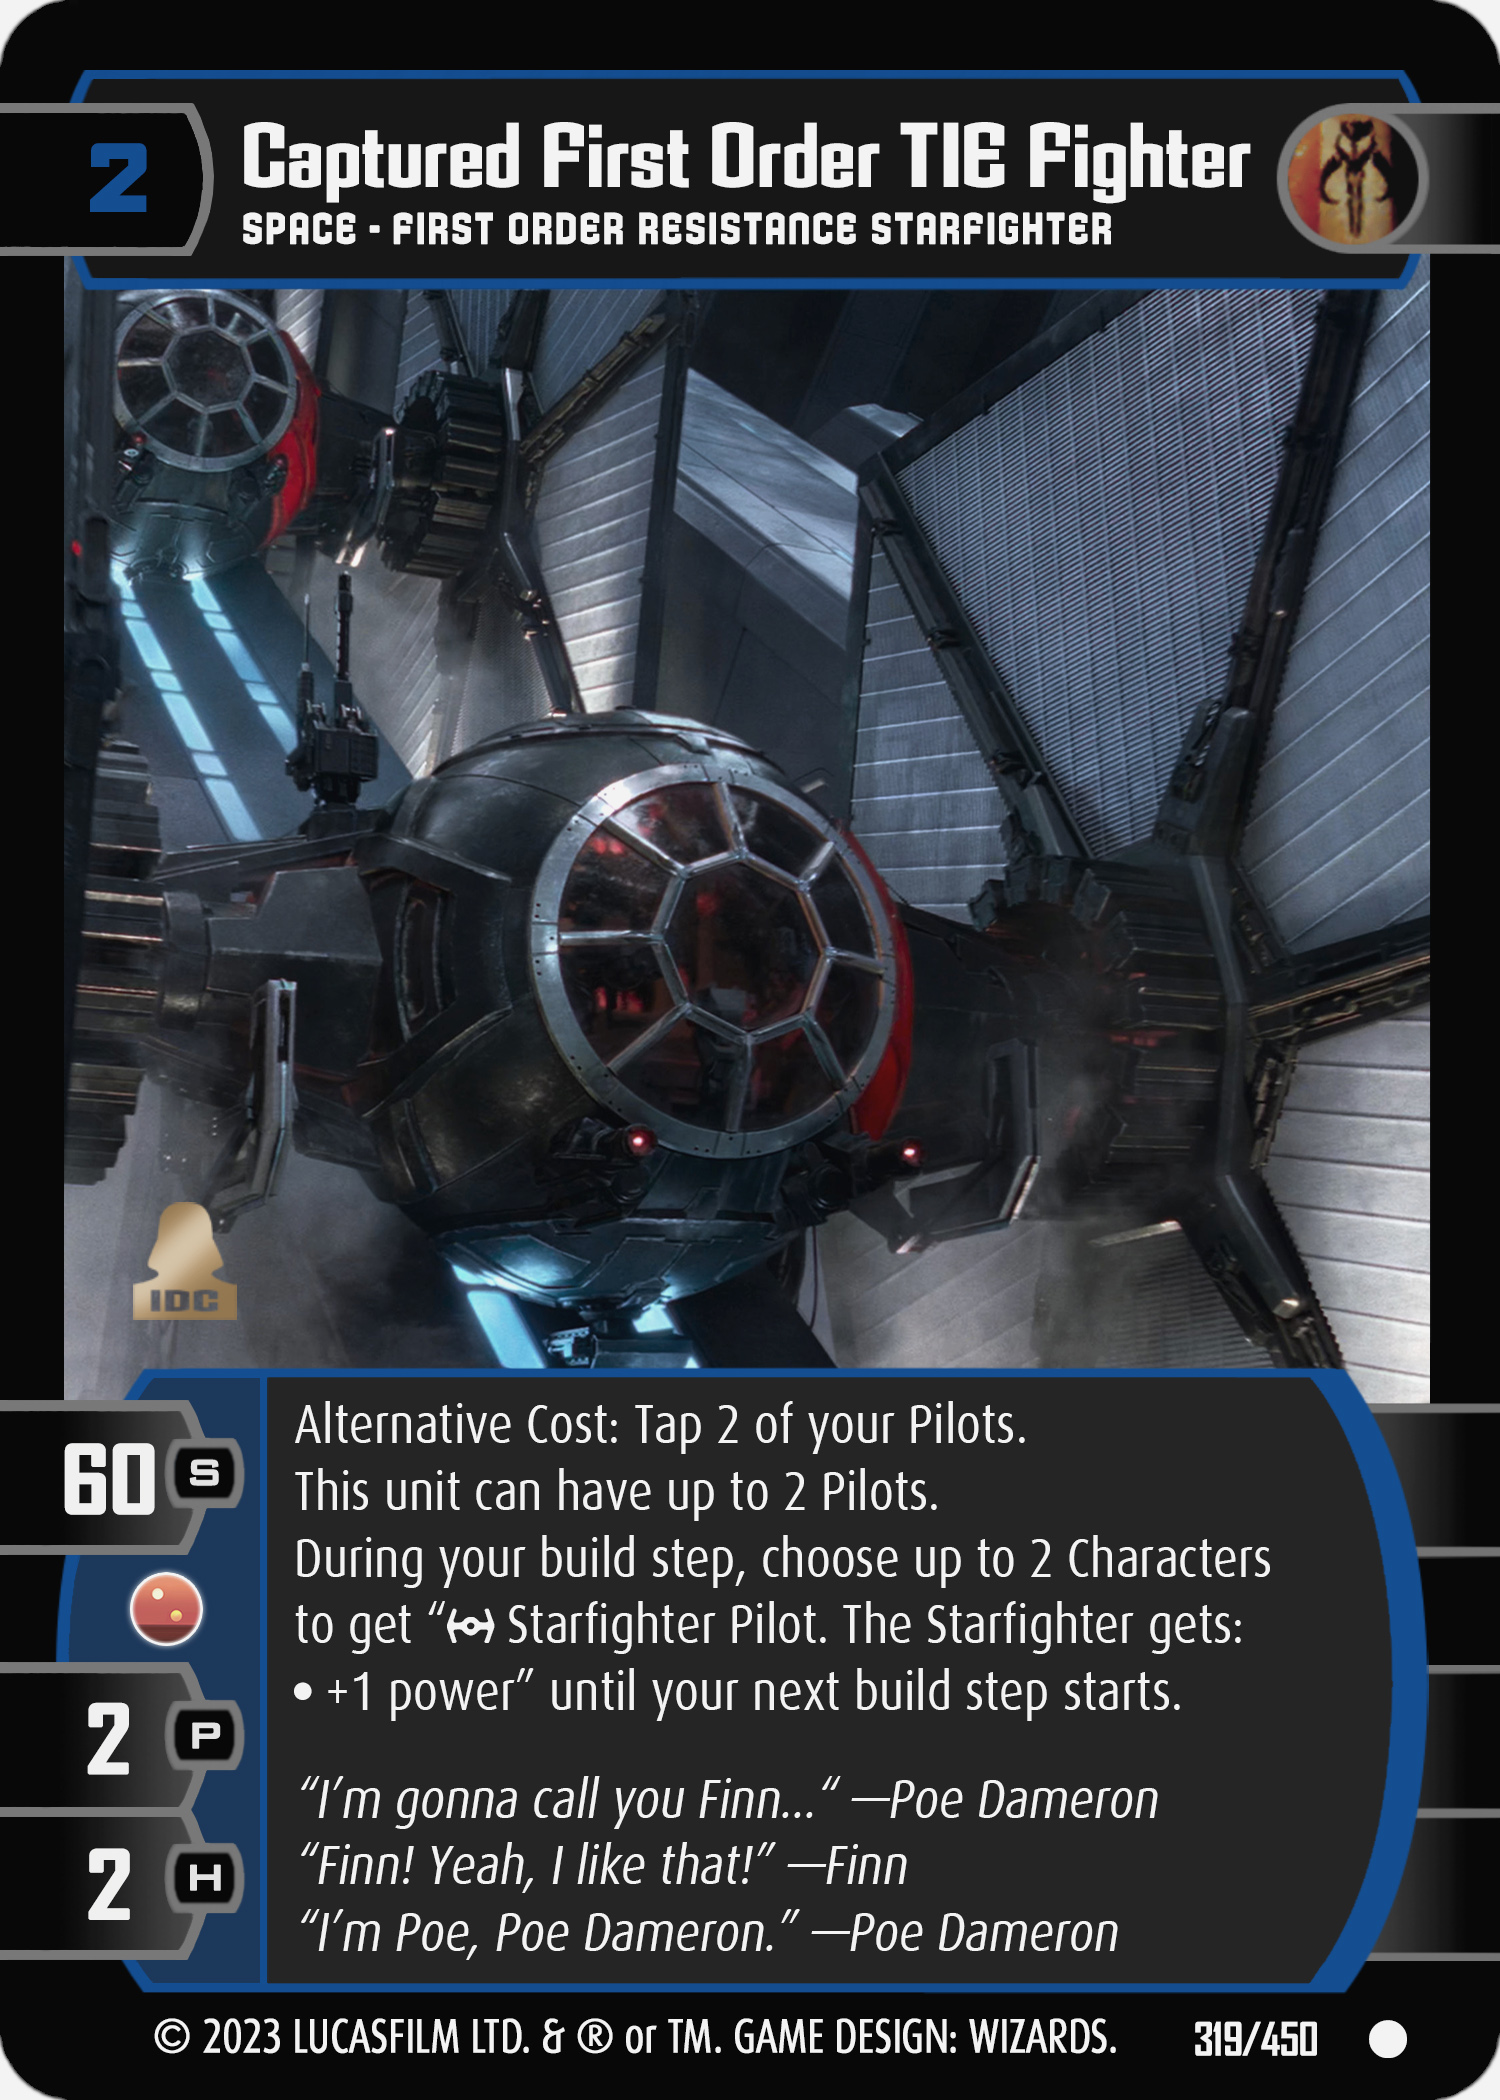 2
Captured First Order TIE Fighter
SPACE - FIRST ORDER RESISTANCE STARFIGHTER
IDC
60 S
2 P
2 H
Alternative Cost: Tap 2 of your Pilots.
This unit can have up to 2 Pilots.
During your build step, choose up to 2 Characters
to get “ Starfighter Pilot. The Starfighter gets:
• +1 power” until your next build step starts.
“I’m gonna call you Finn...“ —Poe Dameron
“Finn! Yeah, I like that!” —Finn
“I’m Poe, Poe Dameron.” —Poe Dameron
© 2023 LUCASFILM LTD. & ® or TM. GAME DESIGN: WIZARDS.
319/450